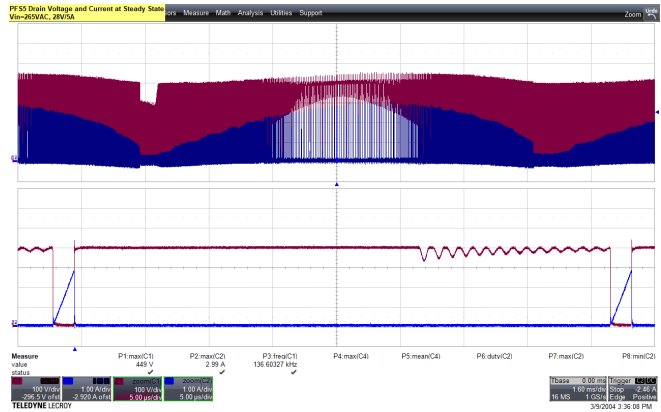 PFS5 Drain Voltage and Current at Steady State
Vin=265VAC, 28V/5A
Measure Math Analysis Utilities Support
Zoom Undo
Measure P1:max(C1) P2:max(C2) P3:freq(C1) P4:max(C4) P5:mean(C4) P6:duty(C2) P7:max(C2) P8:min(C2)
value 449 V 2.99 A 136.60327 kHz
status
zoom(C1) zoom(C2) Tbase 0.00 ms Trigger
100 V/div 1.00 A/div 100 V/div 1.00 A/div 1.60 ms/div Stop -2.46 A
-296.5 V ofst -2.920 A ofst 5.00 µs/div 5.00 µs/div 16 MS 1 GS/s Edge Positive
TELEDYNE LECROY 3/9/2004 3:36:08 PM